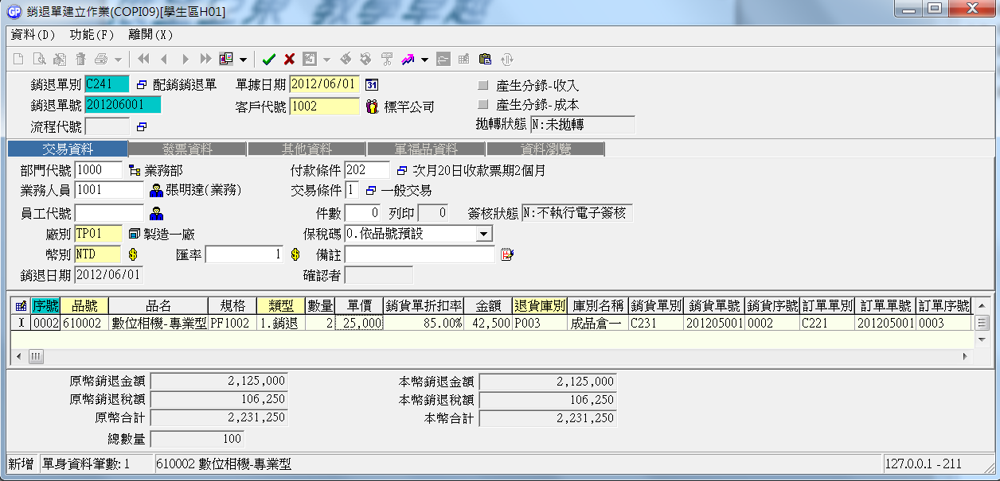 銷退單建立作業(COPI09)[學生區H01]
資料(D) 功能(F) 離開(X)
銷退單別 C241 配銷銷退單 單據日期 2012/06/01 31 產生分錄-收入
銷退單號 201206001 客戶代號 1002 標竿公司 產生分錄-成本
流程代號 拋轉狀態 N:未拋轉
交易資料 發票資料 其他資料 軍福品資料 資料瀏覽
部門代號 1000 業務部 付款條件 202 次月20日收款票期2個月
業務人員 1001 張明達(業務) 交易條件 1 一般交易
員工代號 件數 0 列印 0 簽核狀態 N:不執行電子簽核
廠別 TP01 製造一廠 保稅碼 0.依品號預設
幣別 NTD 匯率 1 備註
銷退日期 2012/06/01 確認者
序號 品號 品名 規格 類型 數量 單價 銷貨單折扣率 金額 退貨庫別 庫別名稱 銷貨單別 銷貨單號 銷貨序號 訂單單別 訂單單號 訂單序號
0002 610002 數位相機-專業型 PF1002 1.銷退 2 25,000 85.00% 42,500 P003 成品倉一 C231 201205001 0002 C221 201205001 0003
原幣銷退金額 2,125,000 本幣銷退金額 2,125,000
原幣銷退稅額 106,250 本幣銷退稅額 106,250
原幣合計 2,231,250 本幣合計 2,231,250
總數量 100
新增 單身資料筆數: 1 610002 數位相機-專業型 127.0.0.1 - 211